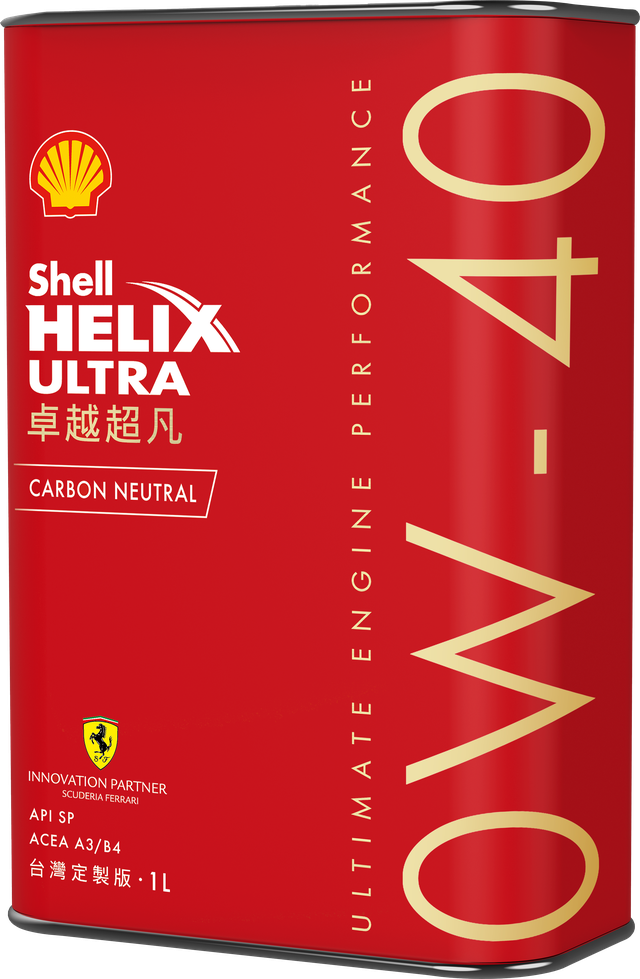 Shell
HELIX
ULTRA
卓越超凡
CARBON NEUTRAL
S F
INNOVATION PARTNER
SCUDERIA FERRARI
API SP
ACEA A3/B4
台灣定製版·1L
ULTIMATE ENGINE PERFORMANCE
0W-40